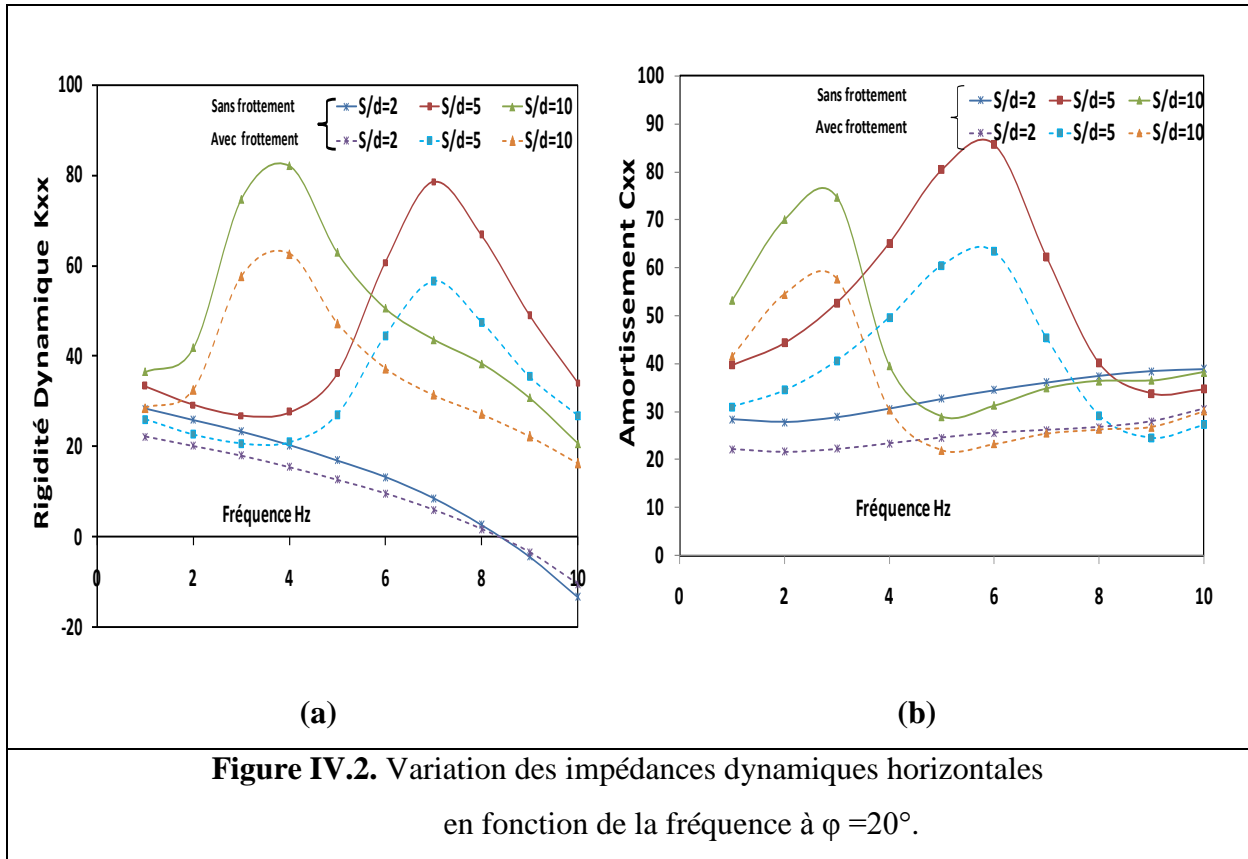 Rigidité Dynamique Kxx
100
80
60
40
20
0
-20
0 2 4 6 8 10
Sans frottement S/d=2 S/d=5 S/d=10
Avec frottement S/d=2 S/d=5 S/d=10
Fréquence Hz
(a)
Amortissement Cxx
100
90
80
70
60
50
40
30
20
10
0
0 2 4 6 8 10
Sans frottement S/d=2 S/d=5 S/d=10
Avec frottement S/d=2 S/d=5 S/d=10
Fréquence Hz
(b)
Figure IV.2. Variation des impédances dynamiques horizontales
en fonction de la fréquence à φ =20°.